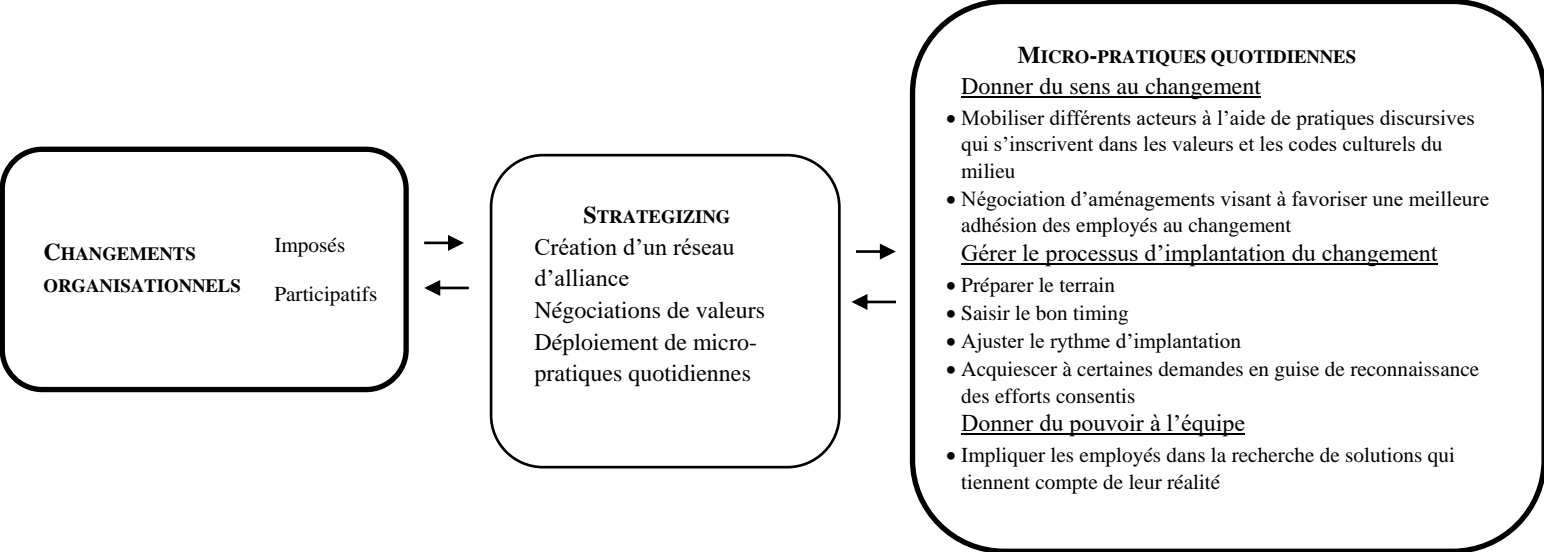 CHANGEMENTS
ORGANISATIONNELS
Imposés
Participatifs
STRATEGIZING
Création d’un réseau
d’alliance
Négociations de valeurs
Déploiement de micro-
pratiques quotidiennes
MICRO-PRATIQUES QUOTIDIENNES
Donner du sens au changement
• Mobiliser différents acteurs à l’aide de pratiques discursives
qui s’inscrivent dans les valeurs et les codes culturels du
milieu
• Négociation d’aménagements visant à favoriser une meilleure
adhésion des employés au changement
Gérer le processus d’implantation du changement
• Préparer le terrain
• Saisir le bon timing
• Ajuster le rythme d’implantation
• Acquiescer à certaines demandes en guise de reconnaissance
des efforts consentis
Donner du pouvoir à l’équipe
• Impliquer les employés dans la recherche de solutions qui
tiennent compte de leur réalité